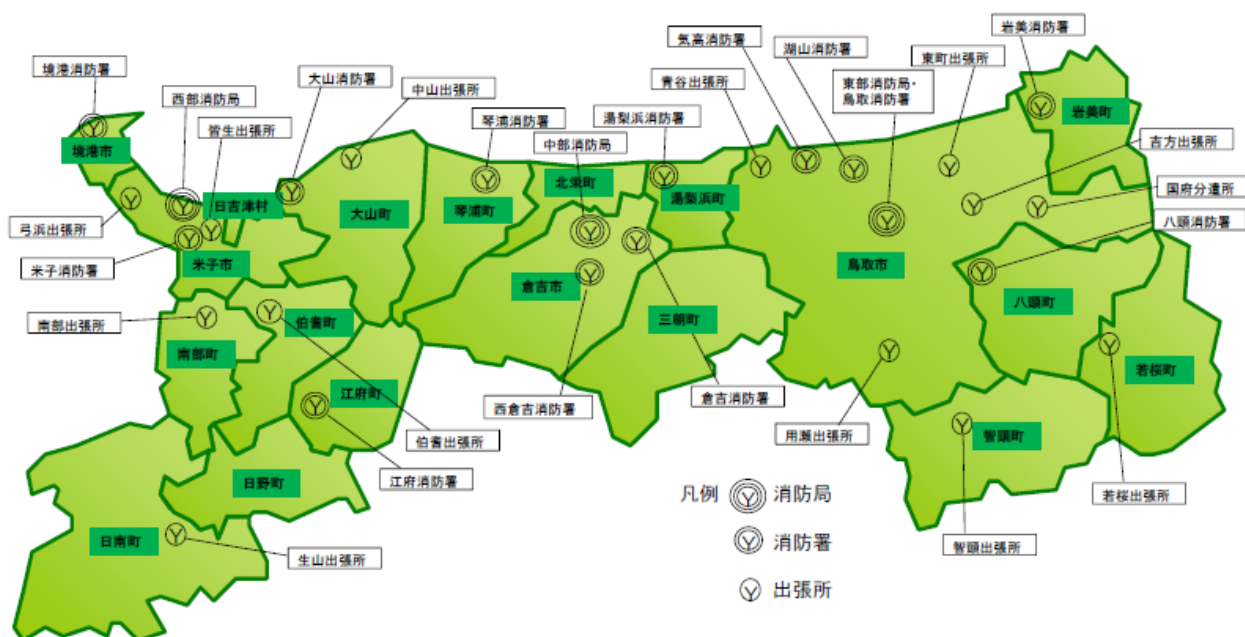 岩美消防署
気高消防署
湖山消防署
東町出張所
境港消防署
大山消防署
中山出張所
青谷出張所
東部消防局・
鳥取消防署
西部消防局
琴浦消防署
湯梨浜消防署
岩美町
皆生出張所
中部消防局
吉方出張所
境港市
北栄町
湯梨浜町
国府分遣所
弓浜出張所
日吉津村
大山町
琴浦町
八頭消防署
米子消防署
米子市
鳥取市
倉吉市
八頭町
南部出張所
伯耆町
三朝町
南部町
若桜町
江府町
西倉吉消防署
倉吉消防署
用瀬出張所
智頭町
伯耆出張所
江府消防署
日野町
凡例
消防局
若桜出張所
日南町
消防署
智頭出張所
生山出張所
出張所